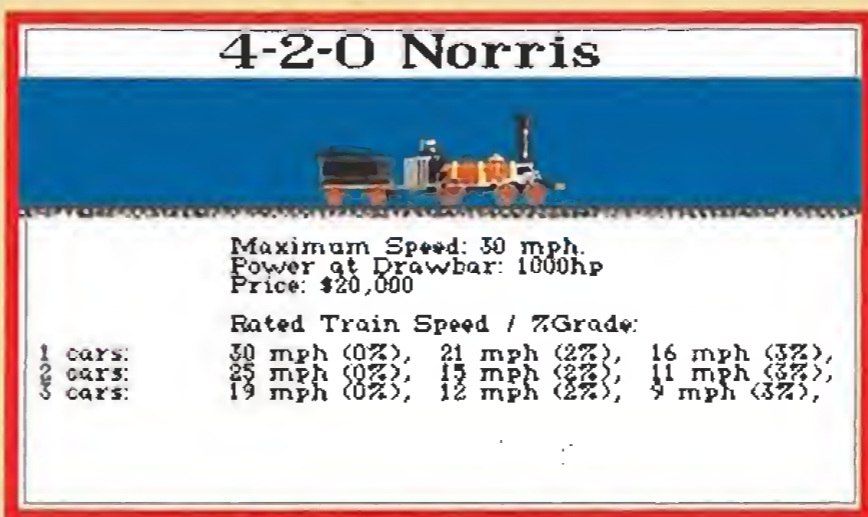 4-2-0 Norris
Maximum Speed: 30 mph.
Power at Drawbar: 1000hp
Price: $20,000
Rated Train Speed / %Grade:
1 cars: 30 mph (0%), 21 mph (2%), 16 mph (3%),
2 cars: 25 mph (0%), 15 mph (2%), 11 mph (3%),
3 cars: 19 mph (0%), 12 mph (2%), 9 mph (3%),